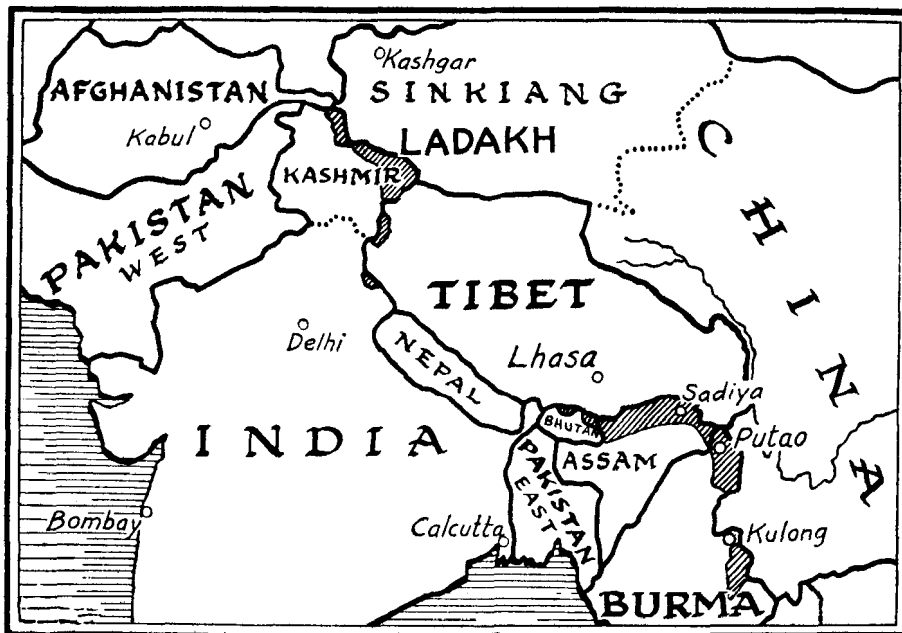 Kashgar
SINKIANG
AFGHANISTAN
Kabul
LADAKH
CHINA
KASHMIR
PAKISTAN
WEST
TIBET
Delhi
NEPAL
Lhasa
Sadiya
BHUTAN
Putao
INDIA
ASSAM
PAKISTAN
EAST
Bombay
Calcutta
Kulong
BURMA